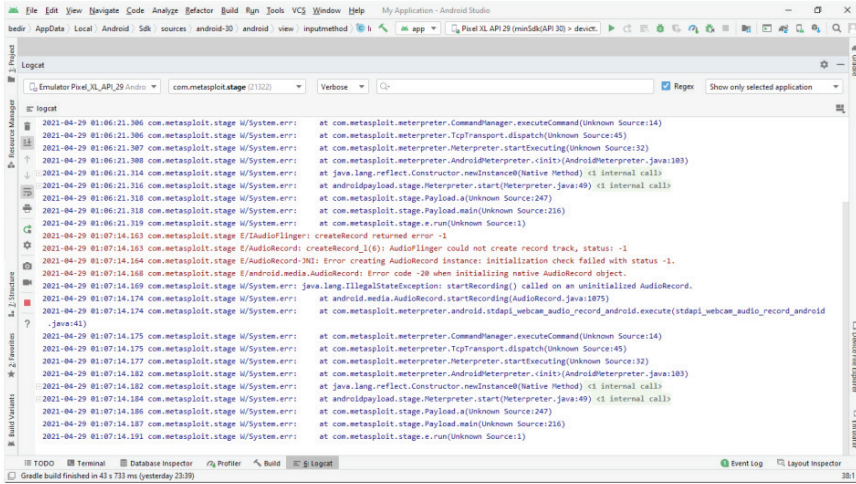 File Edit View Navigate Code Analyze Refactor Build Run Tools VCS Window Help My Application - Android Studio
bedir AppData Local Android Sdk sources android-30 android view inputmethod app Pixel XL API 29 (minSdk(API 30) > device.
Logcat
Emulator Pixel_XL_API_29 Andro com.metasploit.stage (21322) Verbose Regex Show only selected application
logcat
2021-04-29 01:06:21.306 com.metasploit.stage W/System.err: at com.metasploit.meterpreter.CommandManager.executeCommand(Unknown Source:14)
2021-04-29 01:06:21.306 com.metasploit.stage W/System.err: at com.metasploit.meterpreter.TcpTransport.dispatch(Unknown Source:45)
2021-04-29 01:06:21.307 com.metasploit.stage W/System.err: at com.metasploit.meterpreter.Meterpreter.startExecuting(Unknown Source:32)
2021-04-29 01:06:21.308 com.metasploit.stage W/System.err: at com.metasploit.meterpreter.AndroidMeterpreter.<init>(AndroidMeterpreter.java:103)
2021-04-29 01:06:21.314 com.metasploit.stage W/System.err: at java.lang.reflect.Constructor.newInstance0(Native Method) <1 internal call>
2021-04-29 01:06:21.316 com.metasploit.stage W/System.err: at androidpayload.stage.Meterpreter.start(Meterpreter.java:49) <1 internal call>
2021-04-29 01:06:21.318 com.metasploit.stage W/System.err: at com.metasploit.stage.Payload.a(Unknown Source:247)
2021-04-29 01:06:21.318 com.metasploit.stage W/System.err: at com.metasploit.stage.Payload.main(Unknown Source:216)
2021-04-29 01:06:21.319 com.metasploit.stage W/System.err: at com.metasploit.stage.e.run(Unknown Source:1)
2021-04-29 01:07:14.163 com.metasploit.stage E/IAudioFlinger: createRecord returned error -1
2021-04-29 01:07:14.163 com.metasploit.stage E/AudioRecord: createRecord_l(6): AudioFlinger could not create record track, status: -1
2021-04-29 01:07:14.164 com.metasploit.stage E/AudioRecord-JNI: Error creating AudioRecord instance: initialization check failed with status -1.
2021-04-29 01:07:14.168 com.metasploit.stage E/android.media.AudioRecord: Error code -20 when initializing native AudioRecord object.
2021-04-29 01:07:14.169 com.metasploit.stage W/System.err: java.lang.IllegalStateException: startRecording() called on an uninitialized AudioRecord.
2021-04-29 01:07:14.174 com.metasploit.stage W/System.err: at android.media.AudioRecord.startRecording(AudioRecord.java:1075)
2021-04-29 01:07:14.174 com.metasploit.stage W/System.err: at com.metasploit.meterpreter.android.stdapi_webcam_audio_record_android.execute(stdapi_webcam_audio_record_android
.java:41)
2021-04-29 01:07:14.175 com.metasploit.stage W/System.err: at com.metasploit.meterpreter.CommandManager.executeCommand(Unknown Source:14)
2021-04-29 01:07:14.175 com.metasploit.stage W/System.err: at com.metasploit.meterpreter.TcpTransport.dispatch(Unknown Source:45)
2021-04-29 01:07:14.177 com.metasploit.stage W/System.err: at com.metasploit.meterpreter.Meterpreter.startExecuting(Unknown Source:32)
2021-04-29 01:07:14.182 com.metasploit.stage W/System.err: at com.metasploit.meterpreter.AndroidMeterpreter.<init>(AndroidMeterpreter.java:103)
2021-04-29 01:07:14.182 com.metasploit.stage W/System.err: at java.lang.reflect.Constructor.newInstance0(Native Method) <1 internal call>
2021-04-29 01:07:14.184 com.metasploit.stage W/System.err: at androidpayload.stage.Meterpreter.start(Meterpreter.java:49) <1 internal call>
2021-04-29 01:07:14.186 com.metasploit.stage W/System.err: at com.metasploit.stage.Payload.a(Unknown Source:247)
2021-04-29 01:07:14.187 com.metasploit.stage W/System.err: at com.metasploit.stage.Payload.main(Unknown Source:216)
2021-04-29 01:07:14.191 com.metasploit.stage W/System.err: at com.metasploit.stage.e.run(Unknown Source:1)
1: Project
Resource Manager
Z: Structure
2: Favorites
Build Variants
TODO Terminal Database Inspector Profiler Build 6: Logcat Event Log Layout Inspector
Gradle build finished in 43 s 733 ms (yesterday 23:39) 38:1